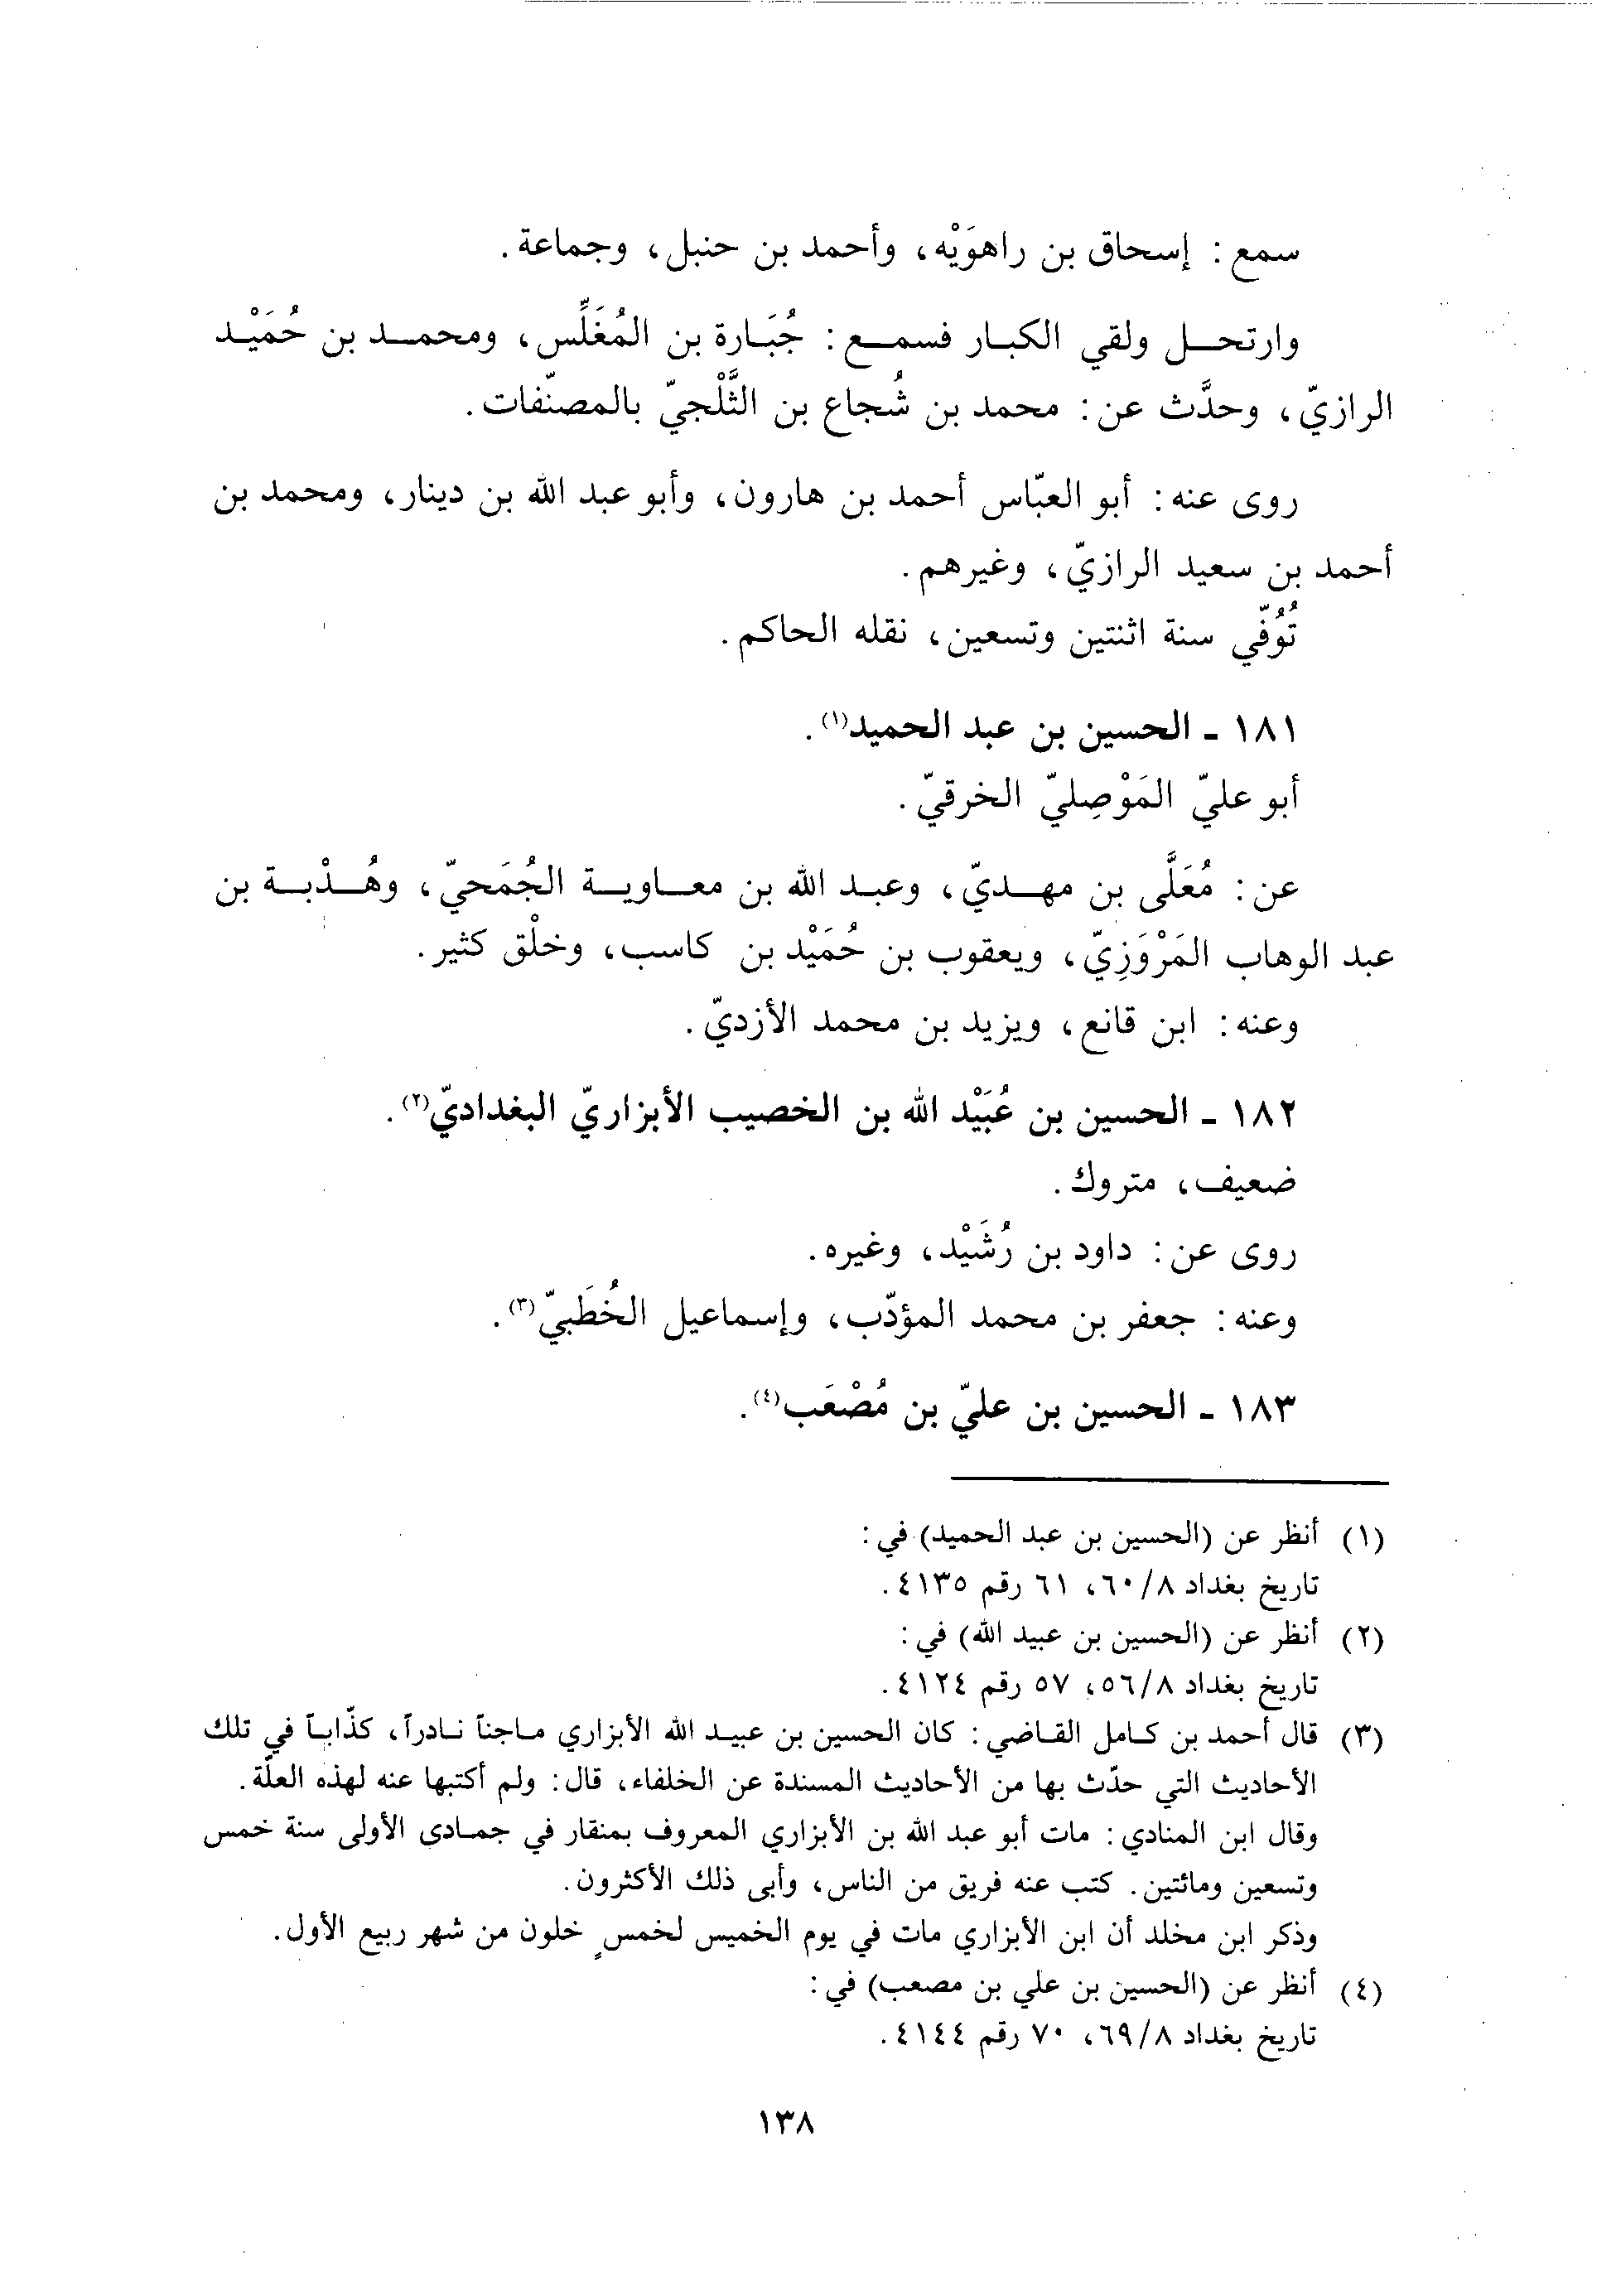 سمع : إسحاق بن راهوَيْه، وأحمد بن حنبل، وجماعة.
وارتحل ولقي الكبار فسمع : جُبَارة بن المُغَلِّس، ومحمد بن حُمَيْد
الرازيّ، وحدَّث عن: محمد بن شُجاع بن الثَّلْجيّ بالمصنّفات.
روى عنه: أبو العبّاس أحمد بن هارون، وأبو عبد الله بن دينار، ومحمد بن
أحمد بن سعيد الرازيّ، وغيرهم.
تُوُفّي سنة اثنتين وتسعين، نقله الحاكم.
١٨١ ـ الحسين بن عبد الحميد(١).
أبو عليّ المَوْصِليّ الخرقيّ.
عن: مُعَلَّى بن مهديّ، وعبد الله بن معاوية الجُمَحيّ، وهُدْبة بن
عبد الوهاب المَرْوَزِيّ، ويعقوب بن حُمَيْد بن كاسب، وخلْق كثير.
وعنه: ابن قانع، ويزيد بن محمد الأزديّ.
١٨٢ ـ الحسين بن عُبَيْد الله بن الخصيب الأبزاريّ البغداديّ(٢).
ضعيف، متروك.
روى عن: داود بن رُشَيْد، وغيره.
وعنه: جعفر بن محمد المؤدّب، وإسماعيل الخُطَبيّ(٣).
١٨٣ ـ الحسين بن عليّ بن مُصْعَب(٤).
(١) أنظر عن (الحسين بن عبد الحميد) في:
تاريخ بغداد ٦٠/٨، ٦١ رقم ٤١٣٥.
(٢) أنظر عن (الحسين بن عبيد الله) في:
تاريخ بغداد ٥٦/٨، ٥٧ رقم ٤١٢٤.
(٣) قال أحمد بن كامل القاضي: كان الحسين بن عبيد الله الأبزاري ماجناً نادراً، كذّاباً في تلك
الأحاديث التي حدّث بها من الأحاديث المسندة عن الخلفاء، قال: ولم أكتبها عنه لهذه العلّة.
وقال ابن المنادي: مات أبو عبد الله بن الأبزاري المعروف بمنقار في جمادى الأولى سنة خمس
وتسعين ومائتين. كتب عنه فريق من الناس، وأبى ذلك الأكثرون.
وذكر ابن مخلد أن ابن الأبزاري مات في يوم الخميس لخمسٍ خلون من شهر ربيع الأول.
(٤) أنظر عن (الحسين بن علي بن مصعب) في:
تاريخ بغداد ٦٩/٨، ٧٠ رقم ٤١٤٤.
١٣٨